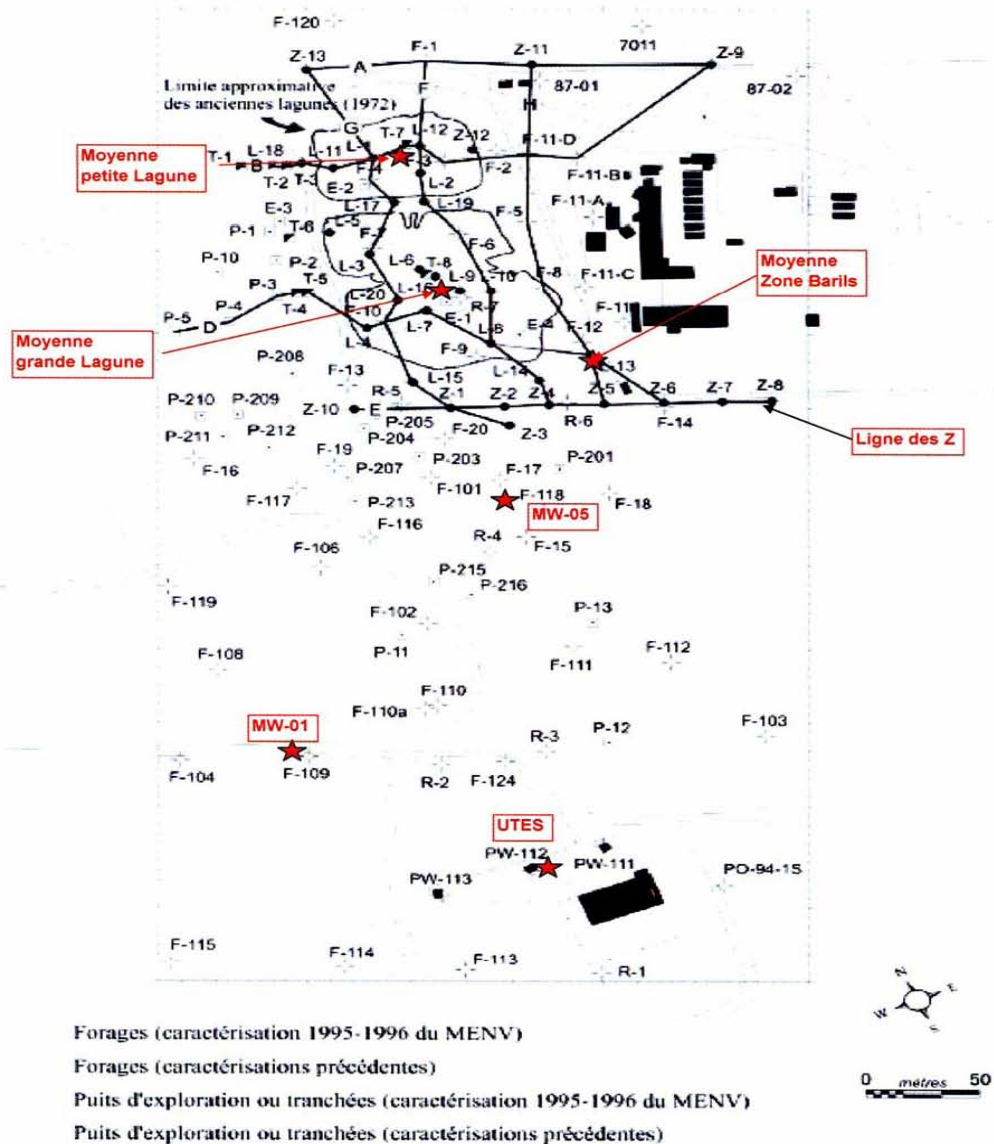 F-120
Z-13
A
F-1
Z-11
7011
Z-9
87-01
87-02
Limite approximative
des anciennes lagunes (1972)
F
H
G
T-7
L-12
Z-12
F-11-D
T-1
B
L-18
L-11
F-3
F-2
Moyenne
petite Lagune
T-2
T-3
E-2
L-2
F-11-B
L-17
L-19
F-11-A
E-3
F-5
P-1
T-6
L-5
F-7
F-6
P-10
P-2
L-3
L-6
T-8
F-8
F-11-C
Moyenne
Zone Barils
P-3
T-5
L-9
L-10
P-5
D
P-4
T-4
L-20
L-16
R-7
F-11
F-10
L-7
E-1
L-8
E-4
F-12
Moyenne
grande Lagune
L-4
F-9
P-208
F-13
L-15
L-14
R-5
Z-1
Z-2
Z-4
Z-5
Z-6
Z-7
Z-8
P-210
P-209
Z-10
E
P-205
F-20
Z-3
R-6
F-14
Ligne des Z
P-211
P-212
P-204
F-16
F-19
P-207
P-203
F-17
P-201
F-117
P-213
F-101
F-118
F-18
MW-05
F-116
R-4
F-15
F-106
P-215
P-216
F-119
F-102
P-13
F-108
P-11
F-111
F-112
F-110
F-110a
MW-01
R-3
P-12
F-103
F-104
F-109
R-2
F-124
UTES
PW-112
PW-111
PW-113
PO-94-15
F-115
F-114
F-113
R-1
N
W
E
S
Forages (caractérisation 1995-1996 du MENV)
Forages (caractérisations précédentes)
0 mètres 50
Puits d'exploration ou tranchées (caractérisation 1995-1996 du MENV)
Puits d'exploration ou tranchées (caractérisations précédentes)